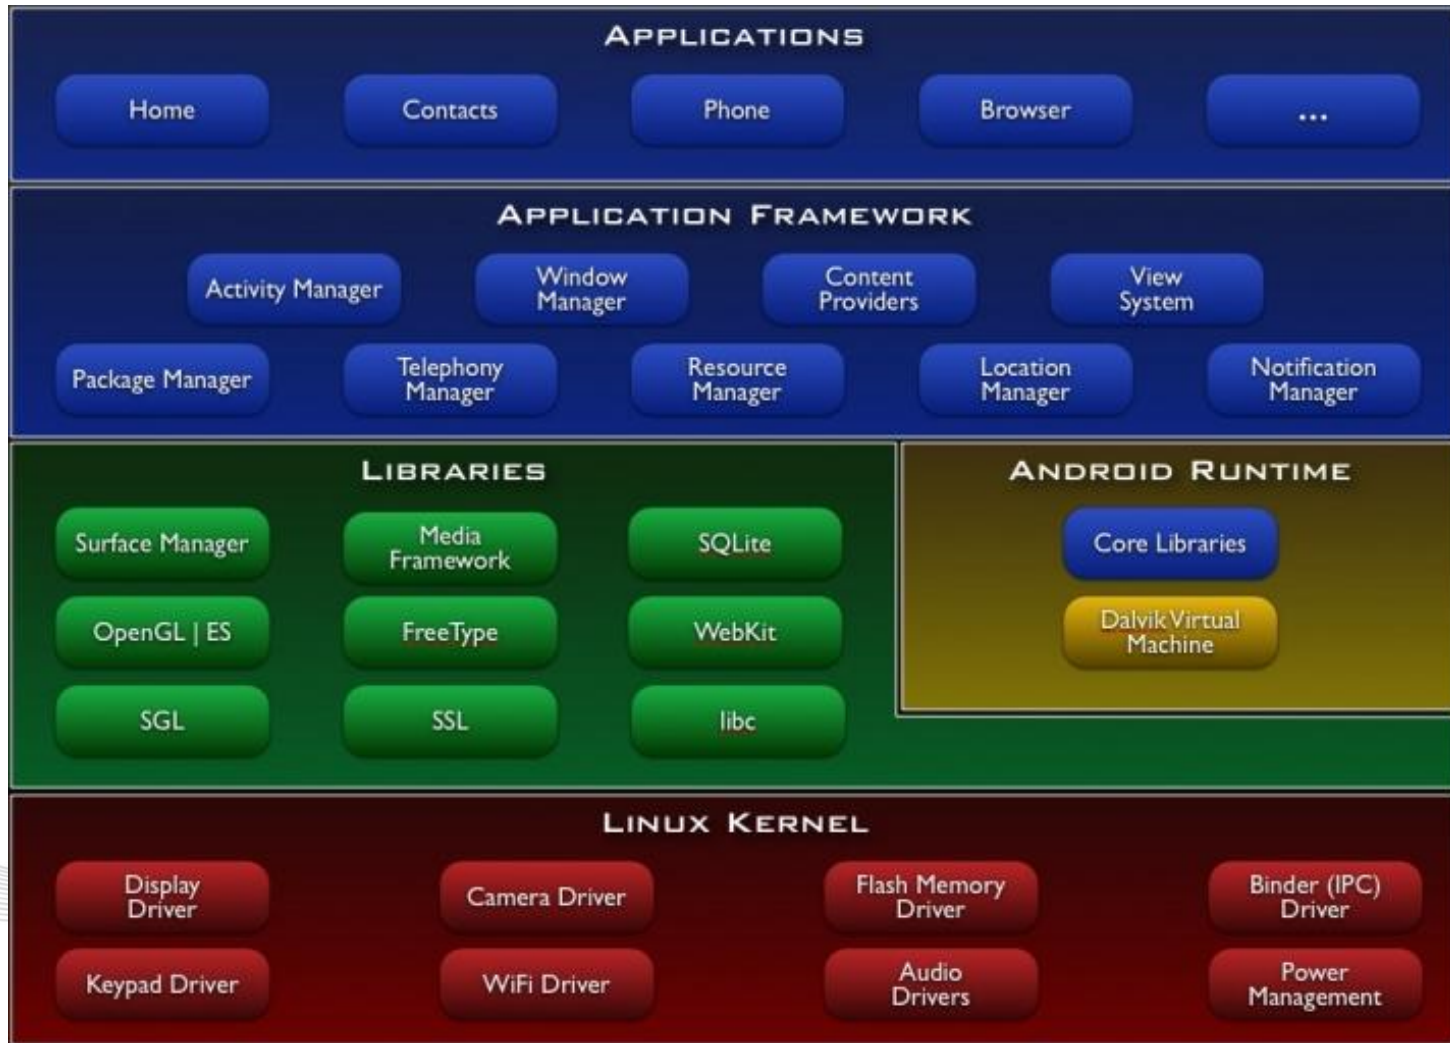 APPLICATIONS
Home
Contacts
Phone
Browser
...
APPLICATION FRAMEWORK
Activity Manager
Window
Manager
Content
Providers
View
System
Package Manager
Telephony
Manager
Resource
Manager
Location
Manager
Notification
Manager
LIBRARIES
Surface Manager
Media
Framework
SQLite
OpenGL | ES
FreeType
WebKit
SGL
SSL
libc
ANDROID RUNTIME
Core Libraries
Dalvik Virtual
Machine
LINUX KERNEL
Display
Driver
Camera Driver
Flash Memory
Driver
Binder (IPC)
Driver
Keypad Driver
WiFi Driver
Audio
Drivers
Power
Management